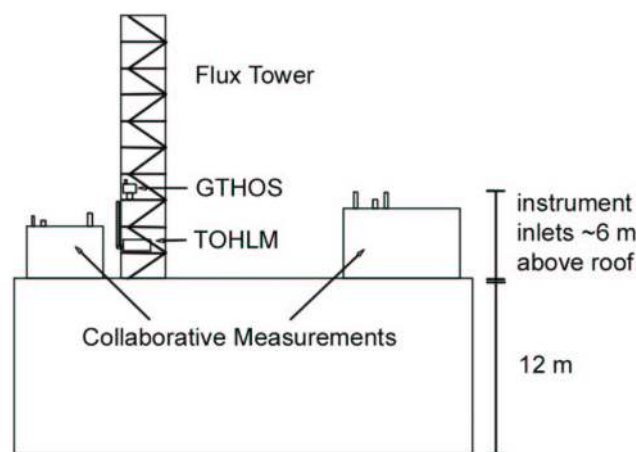 Flux Tower
GTHOS
TOHLM
instrument
inlets ~6 m
above roof
Collaborative Measurements
12 m